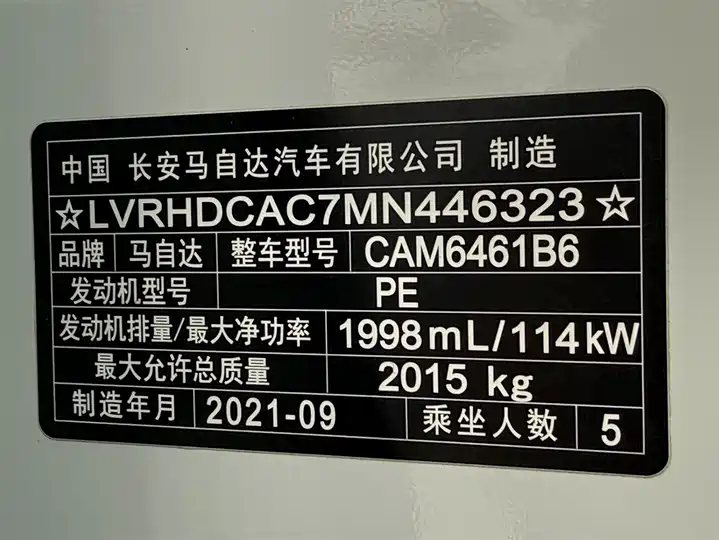 中国 长安马自达汽车有限公司 制造
☆LVRHDCAC7MN446323☆
品牌 马自达 整车型号 CAM6461B6
发动机型号 PE
发动机排量/最大净功率 1998mL/114kW
最大允许总质量 2015 kg
制造年月 2021-09 乘坐人数 5